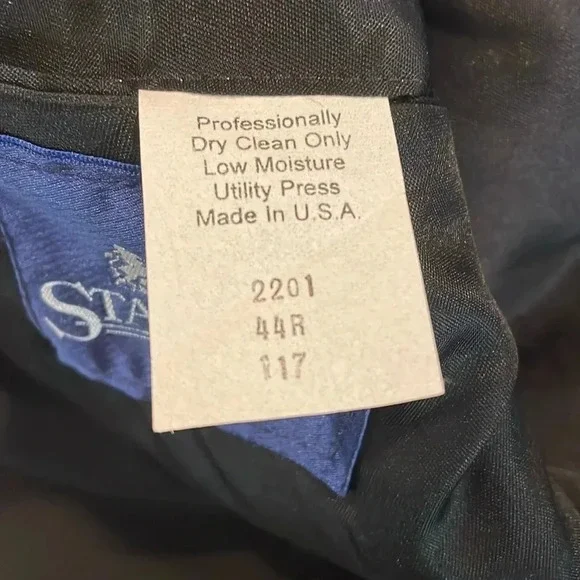 Professionally
Dry Clean Only
Low Moisture
Utility Press
Made In U.S.A.
2201
44R
117